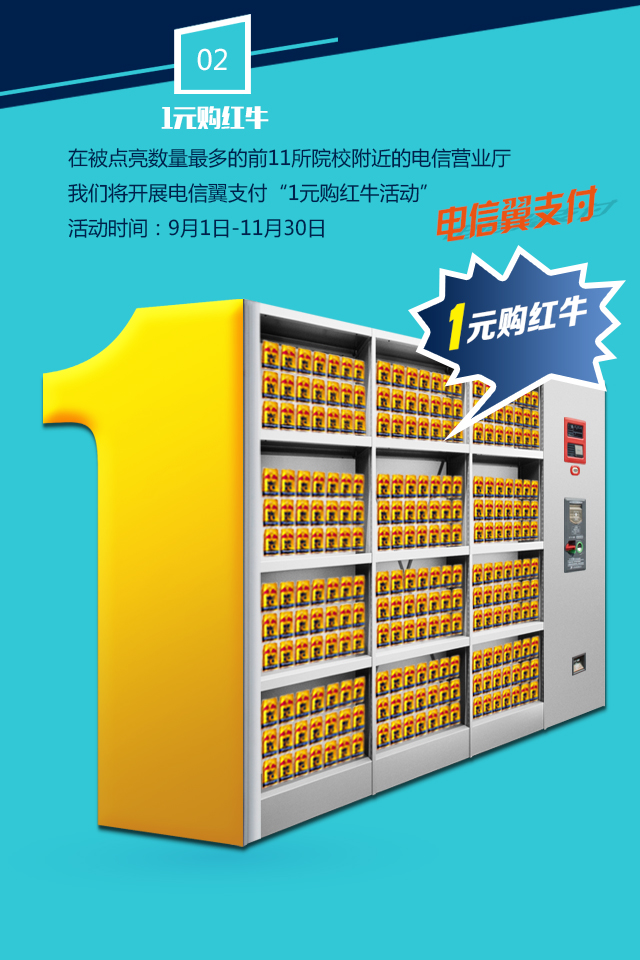 02
1元购红牛
在被点亮数量最多的前11所院校附近的电信营业厅
我们将开展电信翼支付“1元购红牛活动”
活动时间：9月1日-11月30日
电信翼支付
1元购红牛